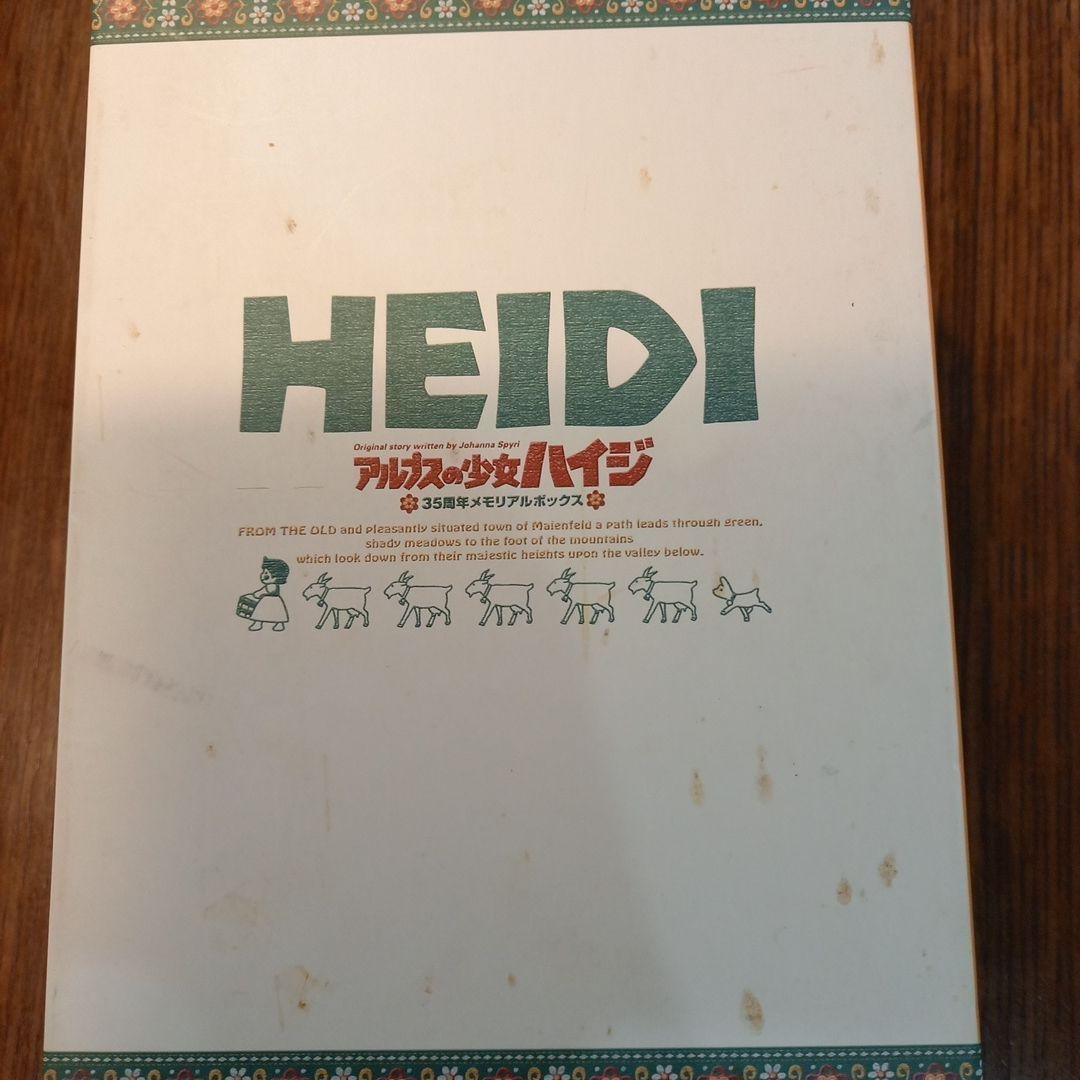 HEIDI
Original story written by Johanna Spyri
アルプスの少女ハイジ
35周年メモリアルボックス
FROM THE OLD and pleasantly situated town of Maienfeld a path leads through green,
shady meadows to the foot of the mountains
which look down from their majestic heights upon the valley below.